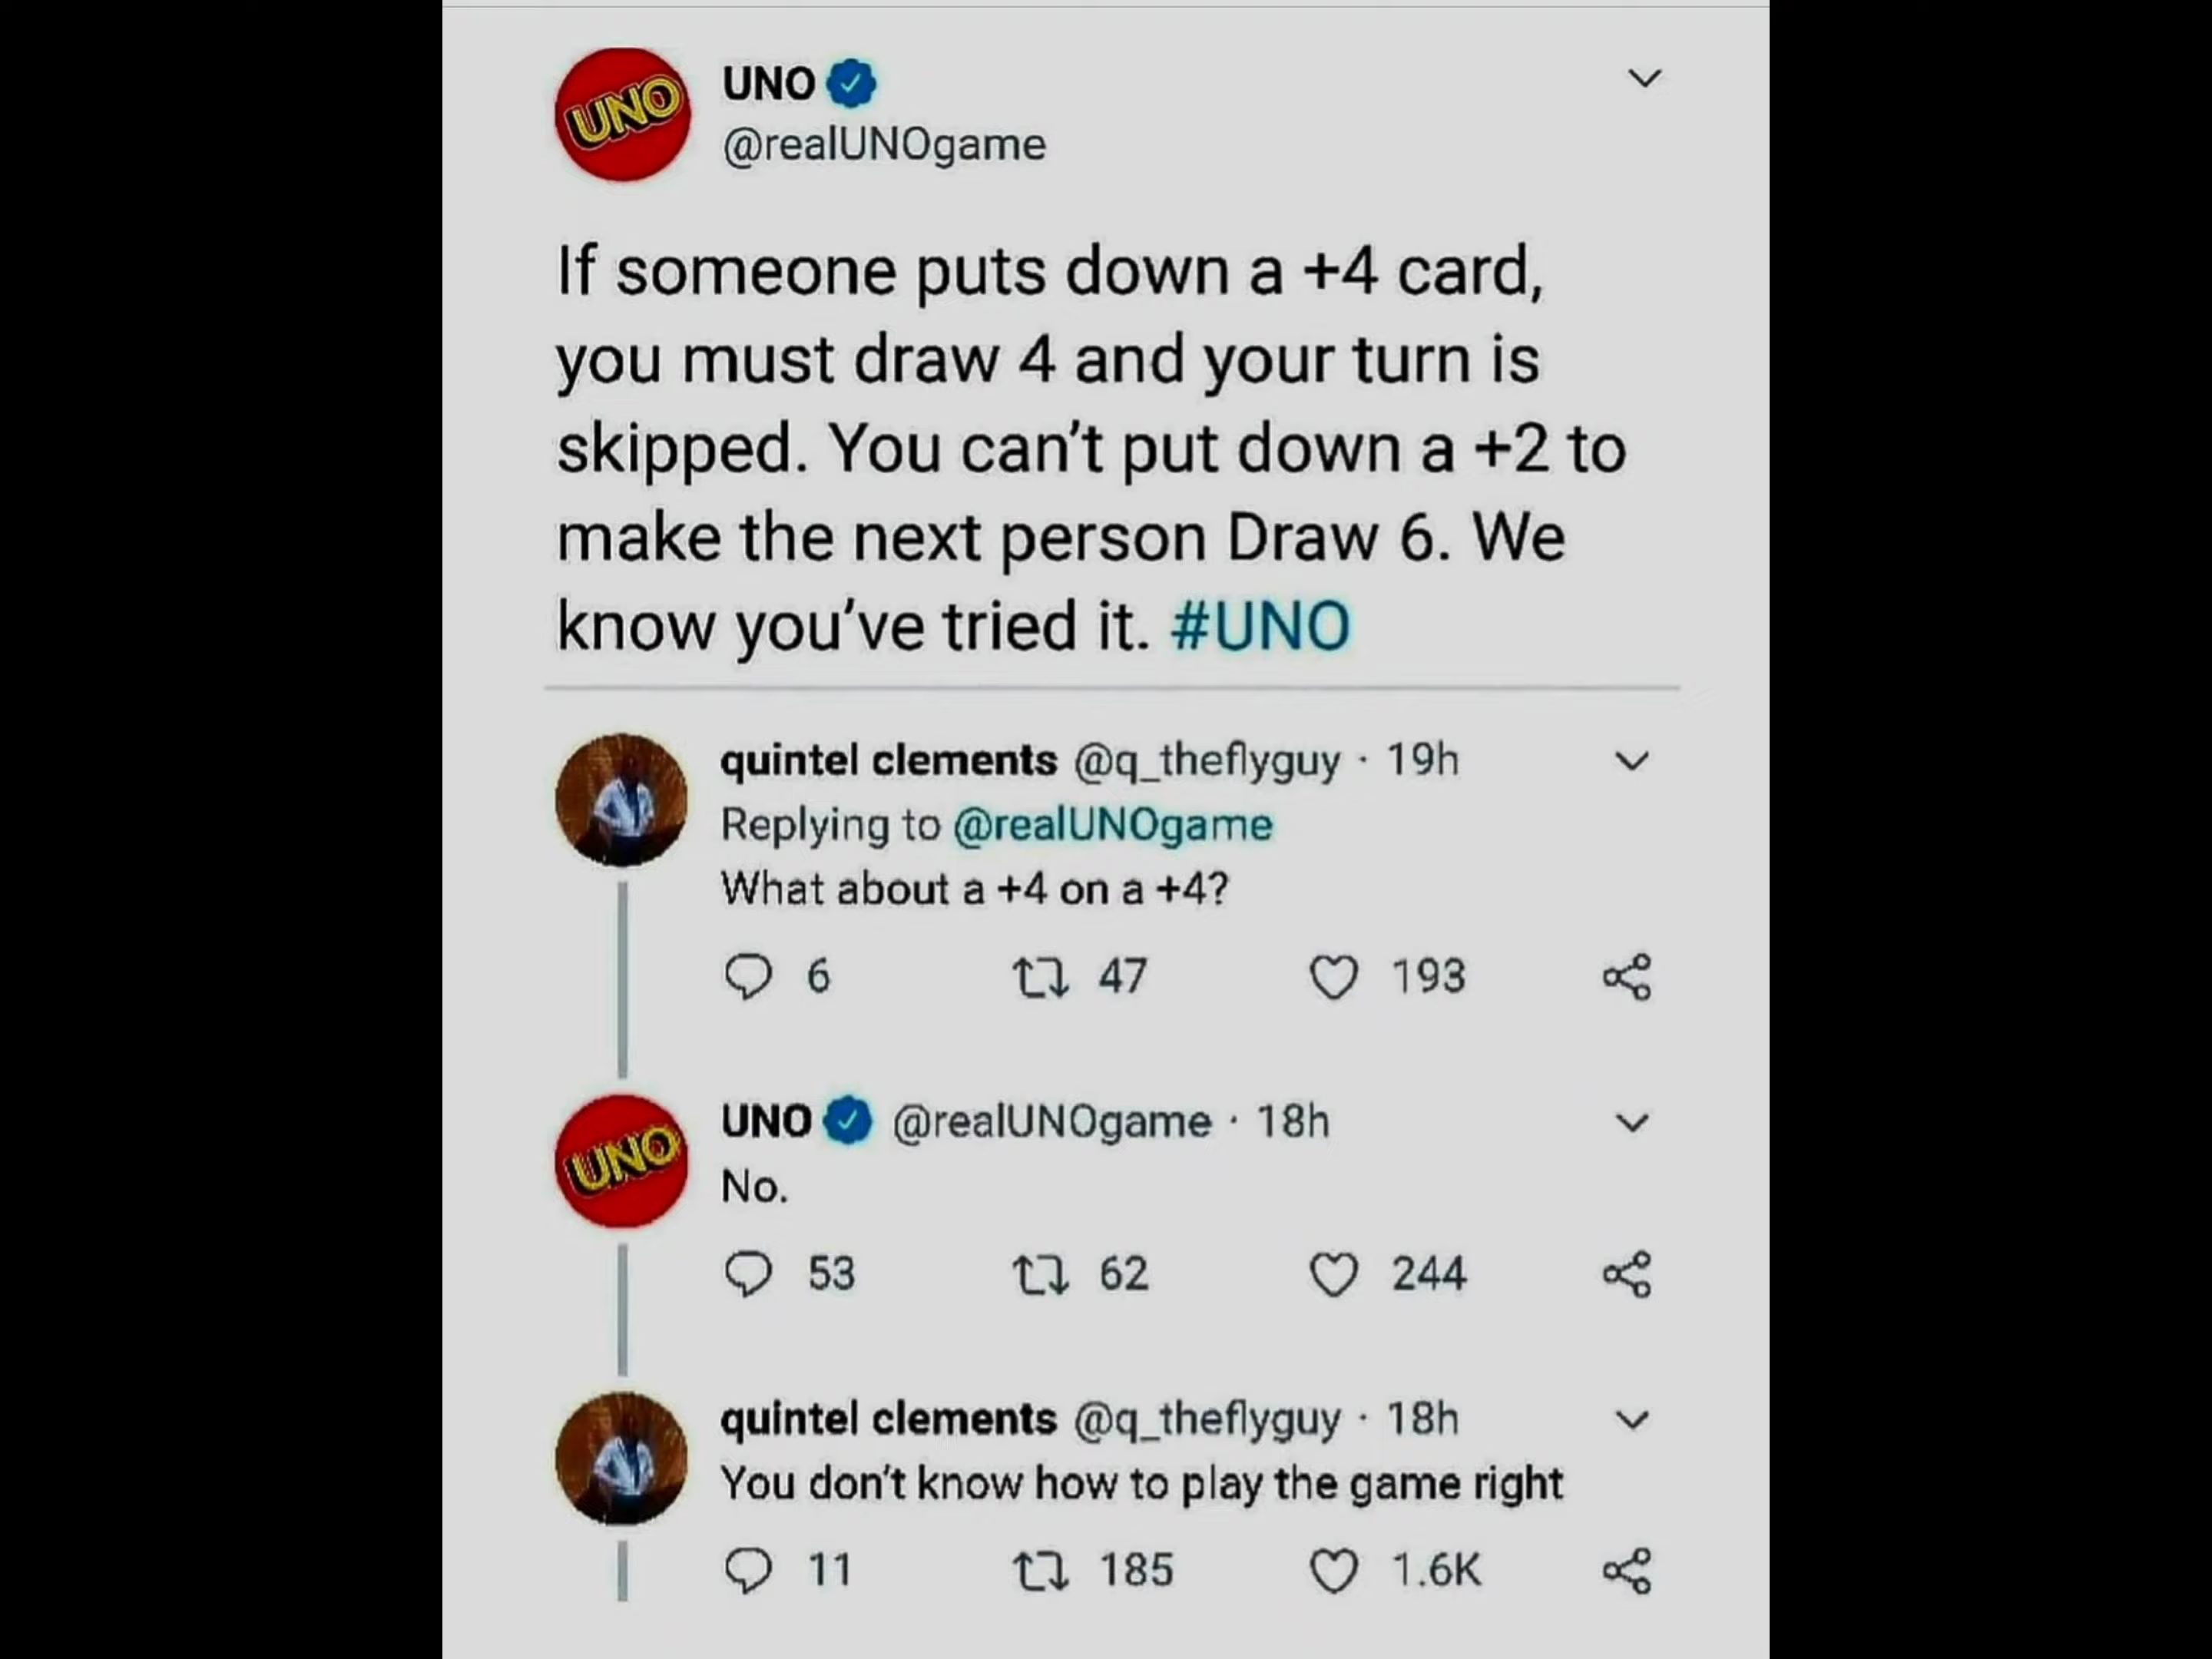 UNO
UNO
@realUNOgame
If someone puts down a +4 card,
you must draw 4 and your turn is
skipped. You can’t put down a +2 to
make the next person Draw 6. We
know you’ve tried it. #UNO
quintel clements @q_theflyguy · 19h
Replying to @realUNOgame
What about a +4 on a +4?
6 47 193
UNO
UNO @realUNOgame · 18h
No.
53 62 244
quintel clements @q_theflyguy · 18h
You don't know how to play the game right
11 185 1.6K